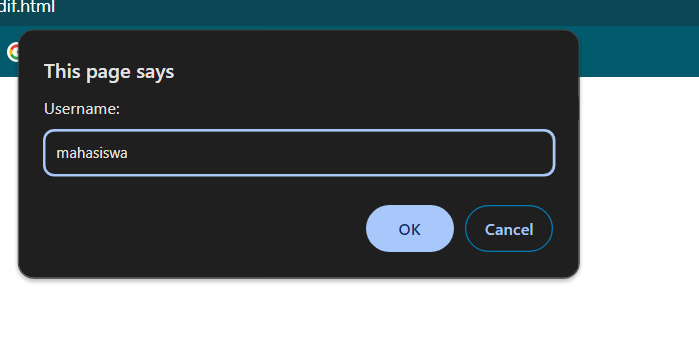 dif.html
This page says
Username:
mahasiswa
OK
Cancel